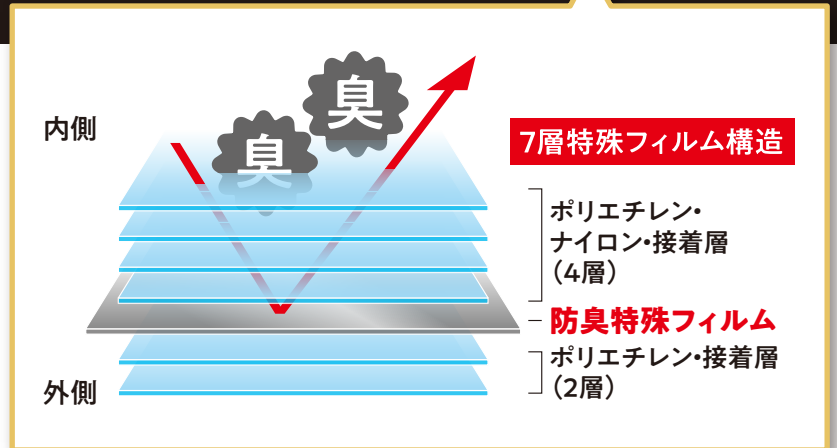 内側
臭
臭
7層特殊フィルム構造
ポリエチレン・
ナイロン・接着層
（4層）
防臭特殊フィルム
ポリエチレン・接着層
（2層）
外側